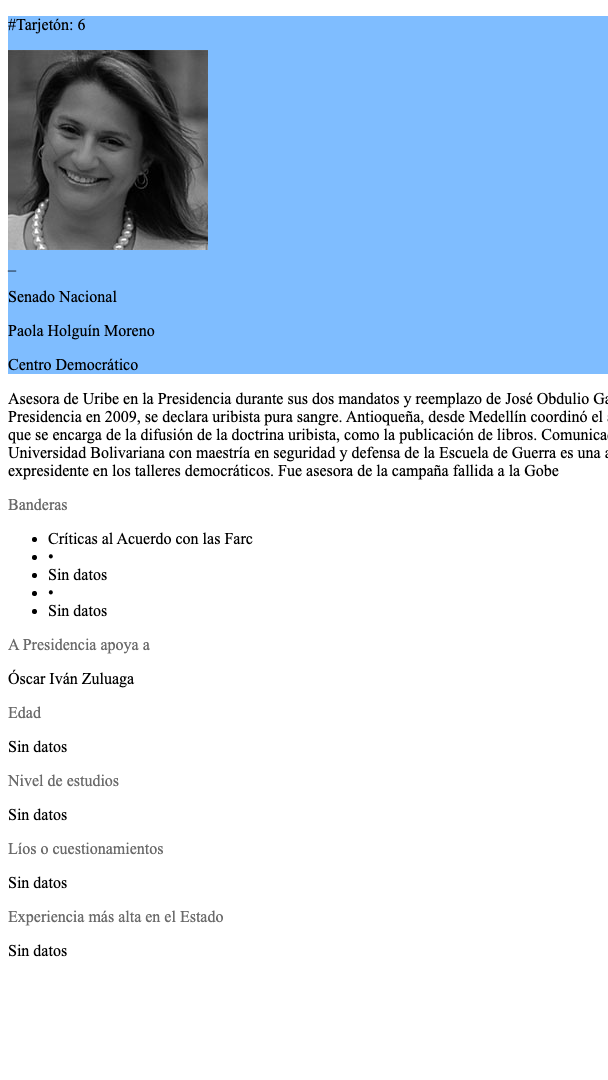 #Tarjetón: 6
_
Senado Nacional
Paola Holguín Moreno
Centro Democrático
Asesora de Uribe en la Presidencia durante sus dos mandatos y reemplazo de José Obdulio
Presidencia en 2009, se declara uribista pura sangre. Antioqueña, desde Medellín coordinó el
que se encarga de la difusión de la doctrina uribista, como la publicación de libros.
Universidad Bolivariana con maestría en seguridad y defensa de la Escuela de Guerra es una
expresidente en los talleres democráticos. Fue asesora de la campaña fallida a la Gobe
Banderas
• Críticas al Acuerdo con las Farc
• •
• Sin datos
• •
• Sin datos
A Presidencia apoya a
Óscar Iván Zuluaga
Edad
Sin datos
Nivel de estudios
Sin datos
Líos o cuestionamientos
Sin datos
Experiencia más alta en el Estado
Sin datos